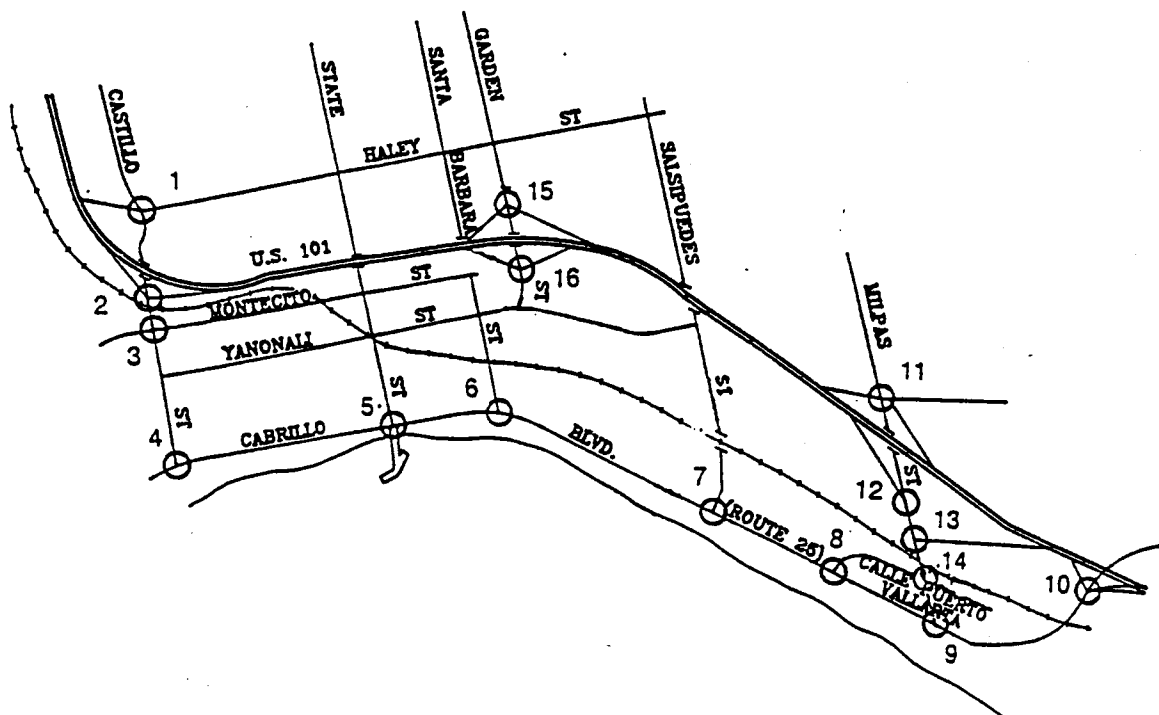 CASTILLO
STATE
SANTA
GARDEN
BARBARA
SALSIPUEDES
HALEY ST
1
15
U.S. 101
ST
16
ST
2
MONTECITO
MILPAS
3
YANONALI ST
ST
11
ST
ST
6
5
ST
4
CABRILLO
BLVD.
ST
7
12
13
(ROUTE 25)
8
14
CALLE PUERTO
VALLARTA
10
9